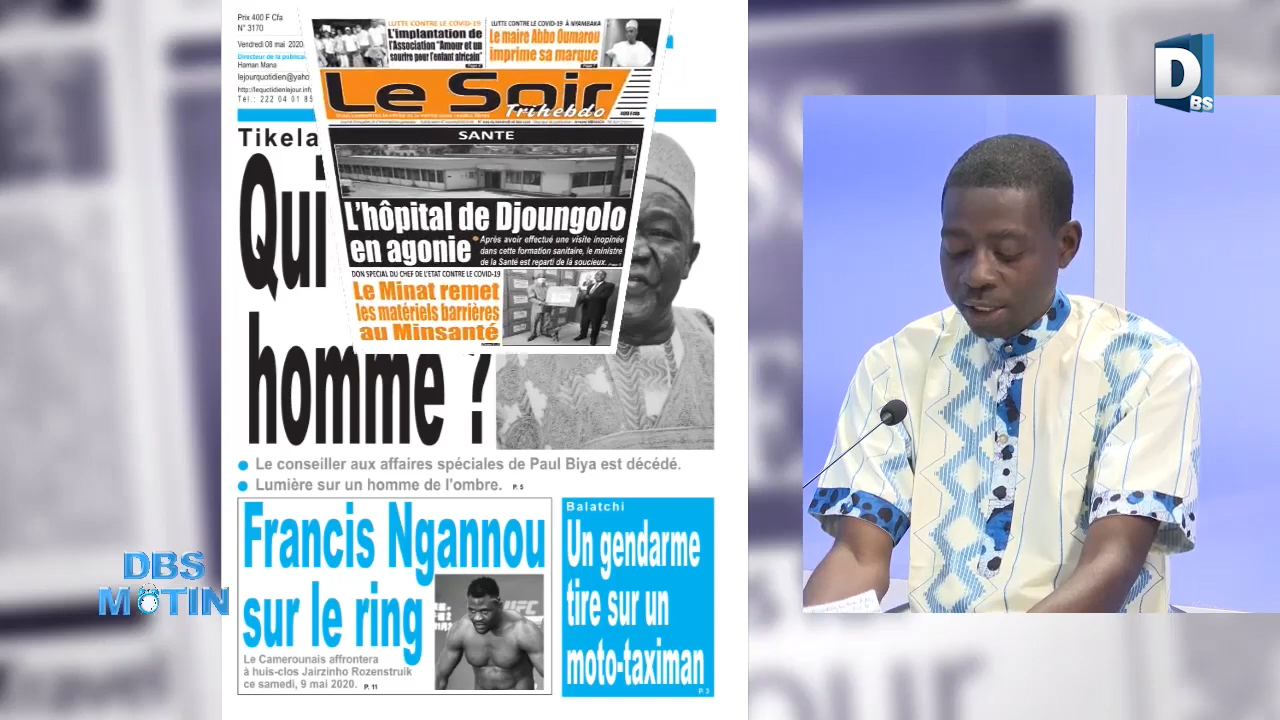 Prix 400 F Cfa
N° 3170
Vendredi 08 mai 2020
Directeur de la publica
Haman Mana
lejourquotidien@yaho
http://lequotidienlejour.info
Tél.: 222 04 01 85
LUTTE CONTRE LE COVID-19
L'implantation de
l'Association "Amour et un
sourire pour l'enfant africain"
LUTTE CONTRE LE COVID-19 À NYAMBAKA
Le maire Abbo Oumarou
imprime sa marque
Le Soir
Trihebdo
SANTE
L'hôpital de Djoungolo
en agonie
Après avoir effectué une visite inopinée
dans cette formation sanitaire, le ministre
de la Santé est reparti de là soucieux.
DON SPECIAL DU CHEF DE L'ETAT CONTRE LE COVID-19
Le Minat remet
les matériels barrières
au Minsanté
Tikela
Qui
homme ?
Le conseiller aux affaires spéciales de Paul Biya est décédé.
Lumière sur un homme de l'ombre. P. 5
Francis Ngannou
sur le ring
Le Camerounais affrontera
à huis-clos Jairzinho Rozenstruik
ce samedi, 9 mai 2020. P. 11
UFC
Balatchi
Un gendarme
tire sur un
moto-taximan
P. 3
DBS
MATIN
DBS